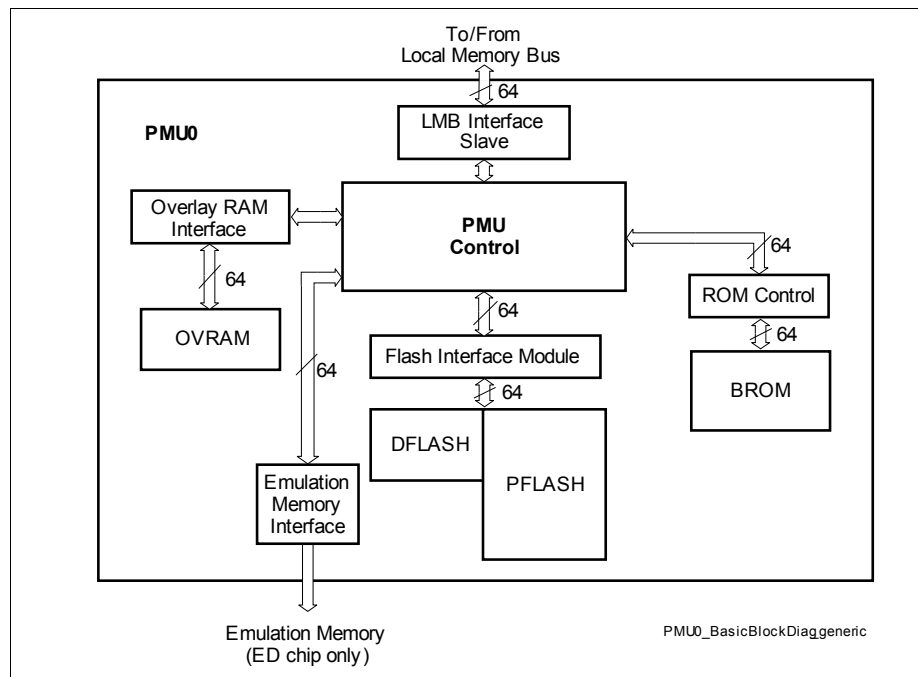 To/From
Local Memory Bus
64
PMU0
LMB Interface
Slave
Overlay RAM
Interface
PMU
Control
64
64
64
ROM Control
OVRAM
Flash Interface Module
64
64
64
BROM
DFLASH
PFLASH
Emulation
Memory
Interface
Emulation Memory
(ED chip only)
PMU0_BasicBlockDiag.generic